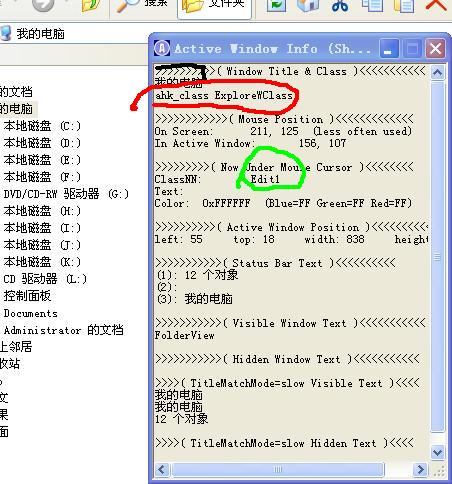 搜索
文件夹
我的电脑
Active Window Info (Sh...
的文档
的电脑
本地磁盘 (C:)
本地磁盘 (D:)
本地磁盘 (E:)
本地磁盘 (F:)
DVD/CD-RW 驱动器 (G:)
本地磁盘 (H:)
本地磁盘 (I:)
本地磁盘 (J:)
本地磁盘 (K:)
CD 驱动器 (L:)
控制面板
Documents
Administrator 的文档
上邻居
收站
文
果
面
>>>>>>>>>>( Window Title & Class )<<<<<<<<<<<
我的电脑
ahk_class ExploreWClass
>>>>>>>>>>>>( Mouse Position )<<<<<<<<<<<<<
On Screen: 211, 125 (less often used)
In Active Window: 156, 107
>>>>>>>>>( Now Under Mouse Cursor )<<<<<<<<
ClassNN: Edit1
Text:
Color: 0xFFFFFF (Blue=FF Green=FF Red=FF)
>>>>>>>>>>( Active Window Position )<<<<<<<<<<
left: 55 top: 18 width: 838 height
>>>>>>>>>>>( Status Bar Text )<<<<<<<<<<
(1): 12 个对象
(2):
(3): 我的电脑
>>>>>>>>>>>( Visible Window Text )<<<<<<<<<<<
FolderView
>>>>>>>>>>>( Hidden Window Text )<<<<<<<<<<<
>>>>( TitleMatchMode=slow Visible Text )<<<<
我的电脑
我的电脑
12 个对象
>>>>( TitleMatchMode=slow Hidden Text )<<<<